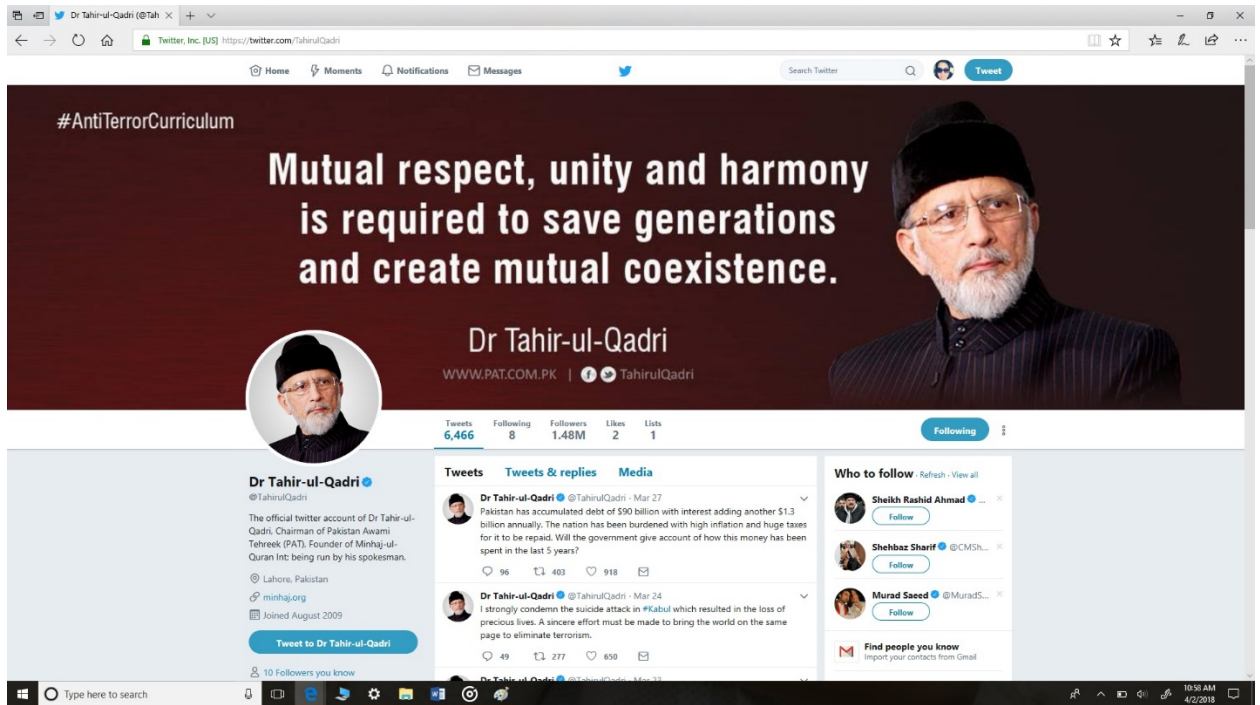 Dr Tahir-ul-Qadri (@Tah
Twitter, Inc. [US] https://twitter.com/TahirulQadri
Home Moments Notifications Messages Search Twitter Tweet
#AntiTerrorCurriculum
Mutual respect, unity and harmony
is required to save generations
and create mutual coexistence.
Dr Tahir-ul-Qadri
WWW.PAT.COM.PK | TahirulQadri
Tweets Following Followers Likes Lists
6,466 8 1.48M 2 1
Following
Dr Tahir-ul-Qadri
@TahirulQadri
The official twitter account of Dr Tahir-ul-
Qadri, Chairman of Pakistan Awami
Tehreek (PAT), Founder of Minhaj-ul-
Quran Int: being run by his spokesman.
Lahore, Pakistan
minhaj.org
Joined August 2009
Tweet to Dr Tahir-ul-Qadri
10 Followers you know
Tweets Tweets & replies Media
Dr Tahir-ul-Qadri @TahirulQadri · Mar 27
Pakistan has accumulated debt of $90 billion with interest adding another $1.3
billion annually. The nation has been burdened with high inflation and huge taxes
for it to be repaid. Will the government give account of how this money has been
spent in the last 5 years?
96 403 918
Dr Tahir-ul-Qadri @TahirulQadri · Mar 24
I strongly condemn the suicide attack in #Kabul which resulted in the loss of
precious lives. A sincere effort must be made to bring the world on the same
page to eliminate terrorism.
49 277 650
Dr Tahir-ul-Qadri @TahirulQadri · Mar 23
Who to follow · Refresh · View all
Sheikh Rashid Ahmad ...
Follow
Shehbaz Sharif @CMSh...
Follow
Murad Saeed @MuradS...
Follow
Find people you know
Import your contacts from Gmail
Type here to search
10:58 AM
4/2/2018